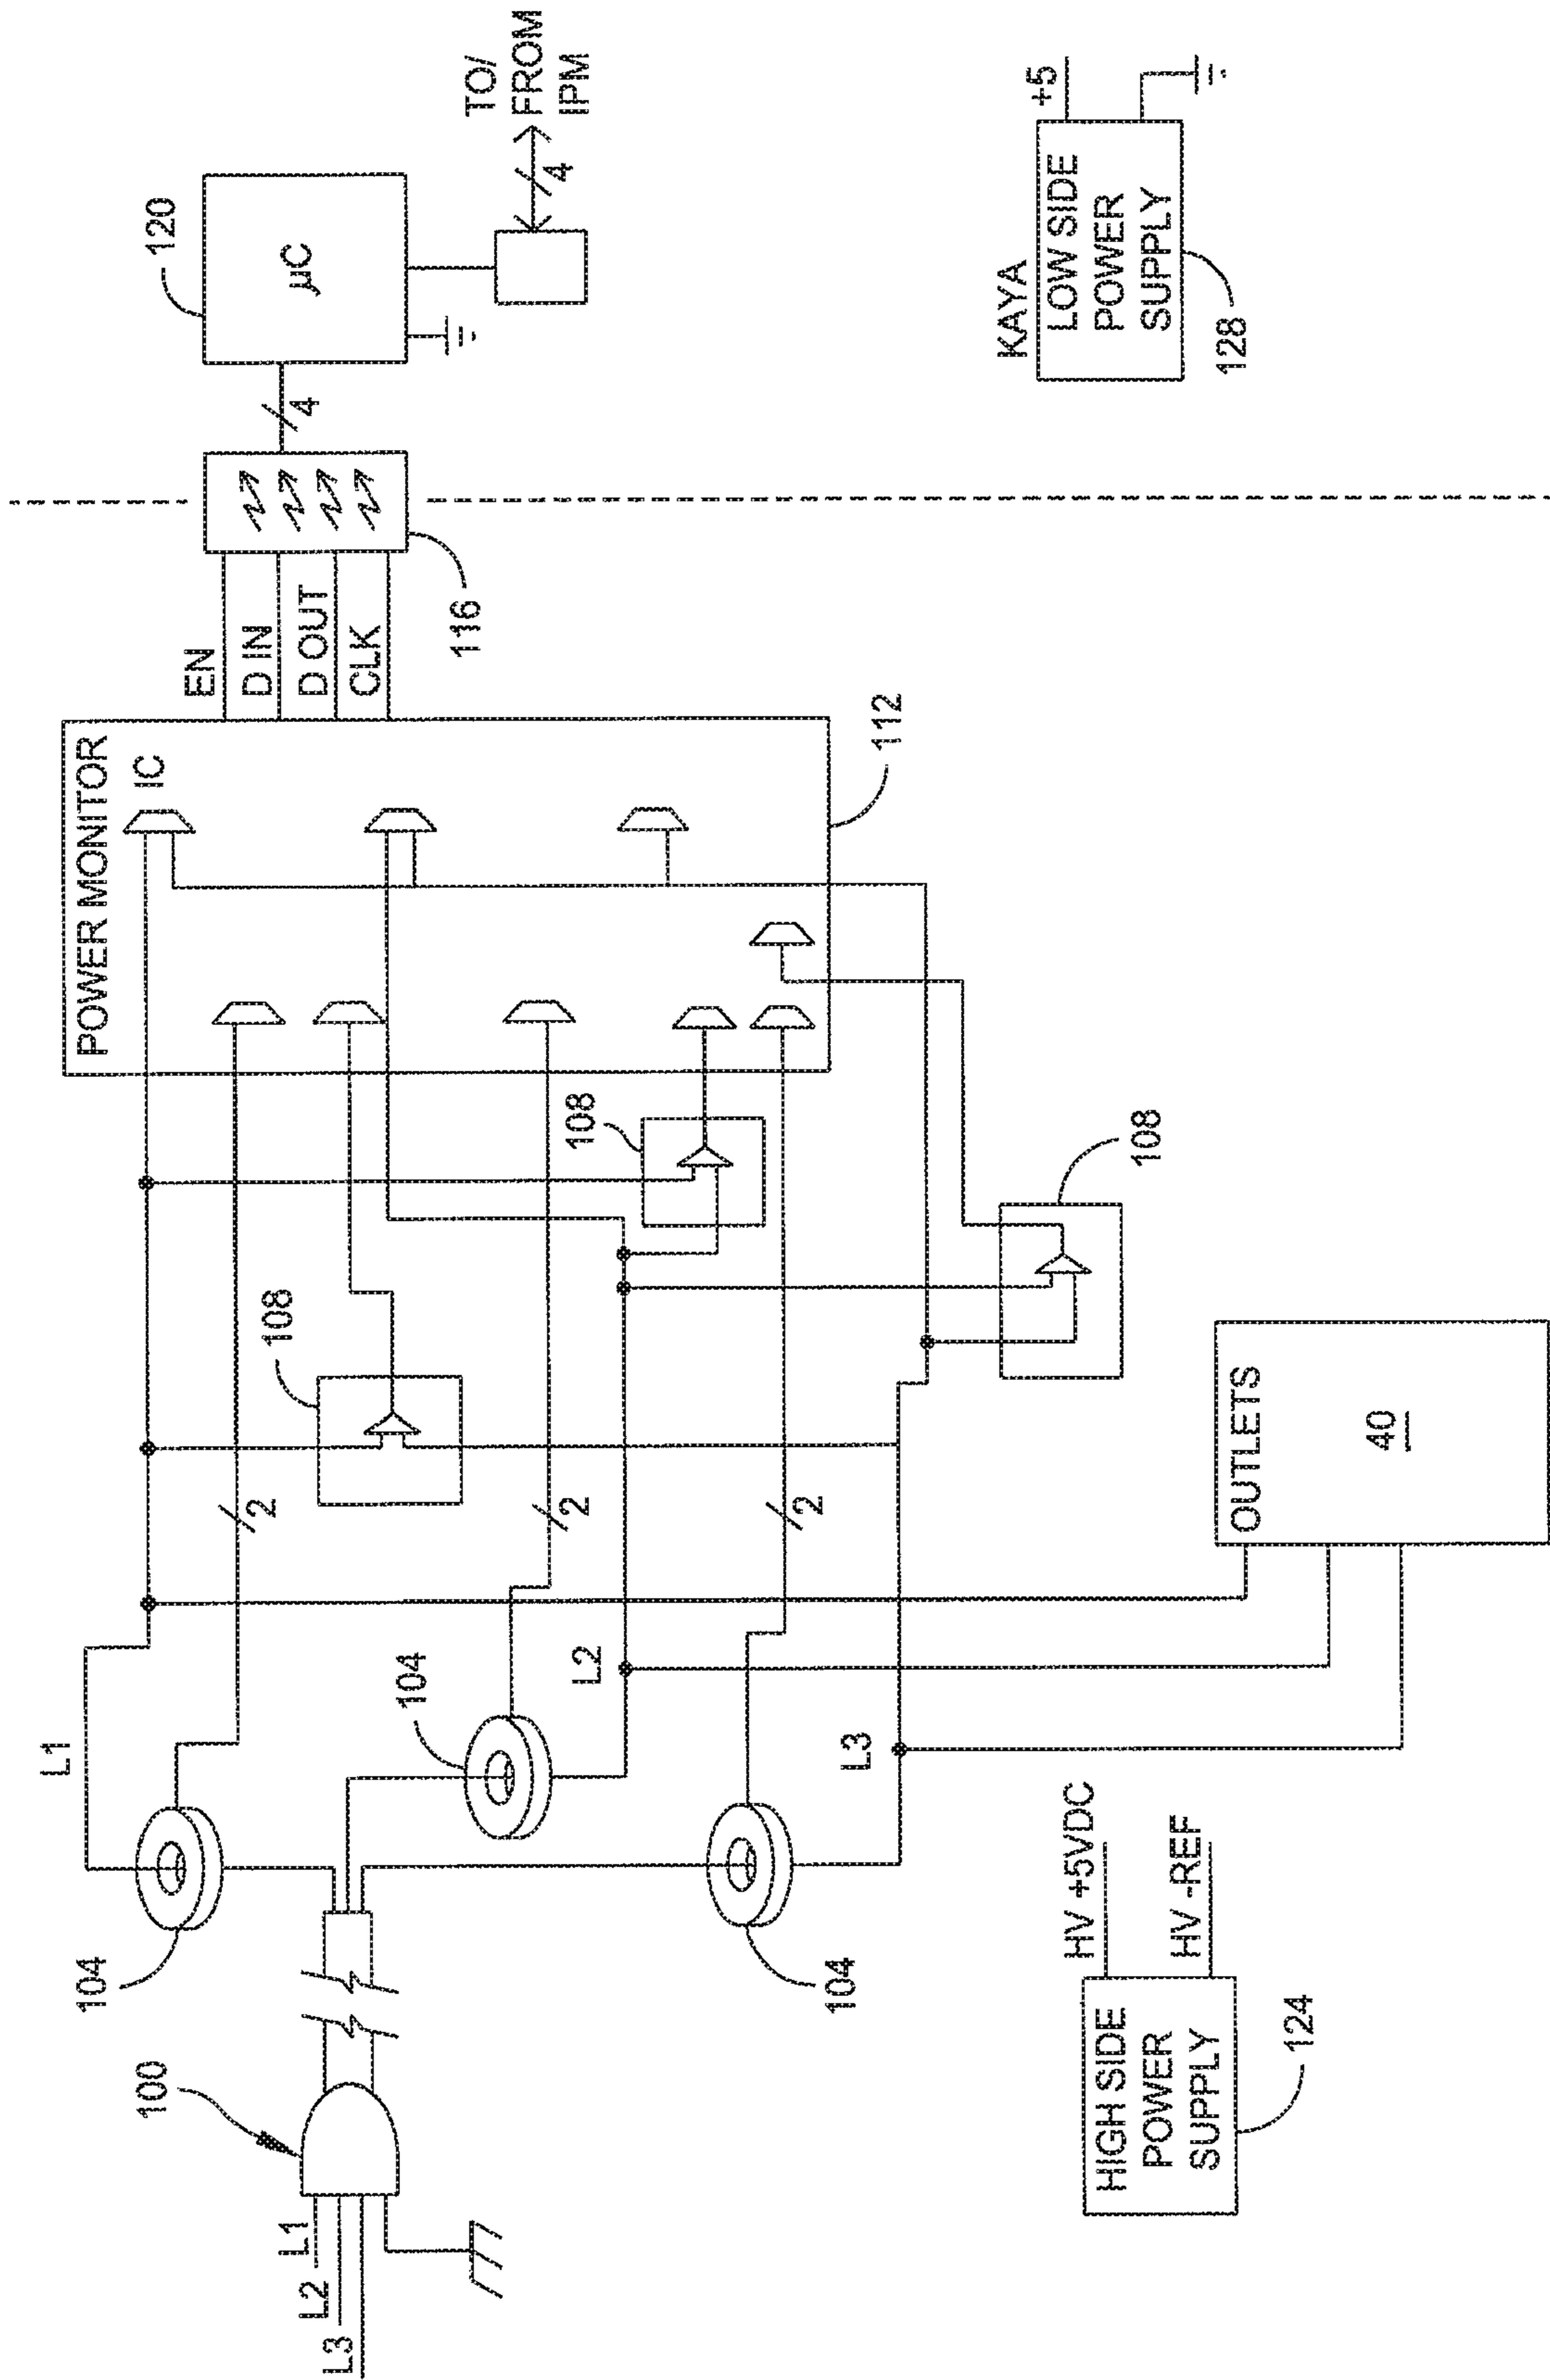 L1
L2
L3
100
104
104
104
L1
L2
L3
2
2
2
108
108
108
POWER MONITOR
IC
112
EN
D IN
D OUT
CLK
116
4
120
µC
4
TO/
FROM
IPM
HIGH SIDE
POWER
SUPPLY
HV +5VDC
HV -REF
124
OUTLETS
40
KAYA
LOW SIDE
POWER
SUPPLY
+5
128